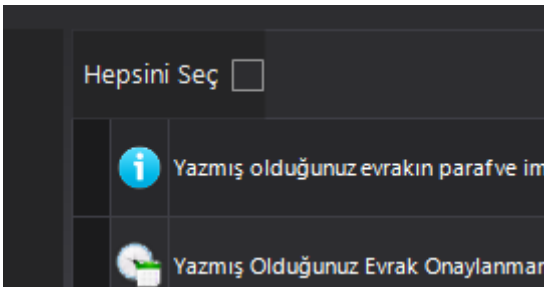 Hepsini Seç
Yazmış olduğunuz evrakın paraf ve im
Yazmış Olduğunuz Evrak Onaylanmar